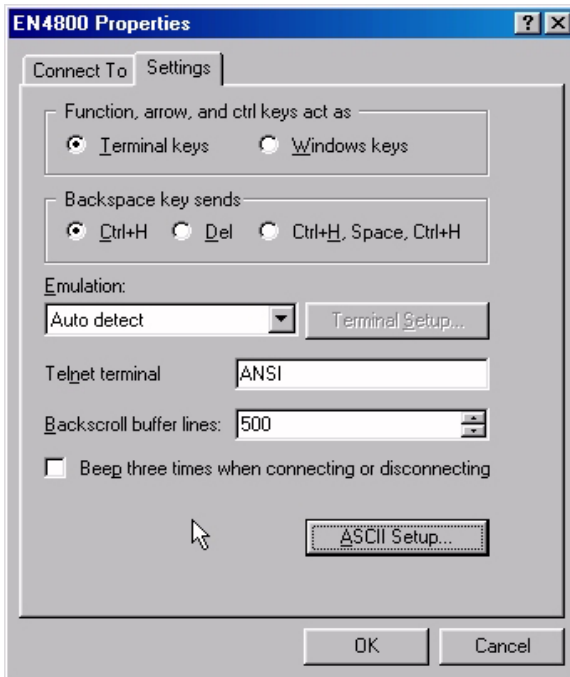 EN4800 Properties
Connect To Settings
Function, arrow, and ctrl keys act as
Terminal keys Windows keys
Backspace key sends
Ctrl+H Del Ctrl+H, Space, Ctrl+H
Emulation:
Auto detect Terminal Setup...
Telnet terminal ANSI
Backscroll buffer lines: 500
Beep three times when connecting or disconnecting
ASCII Setup...
OK Cancel